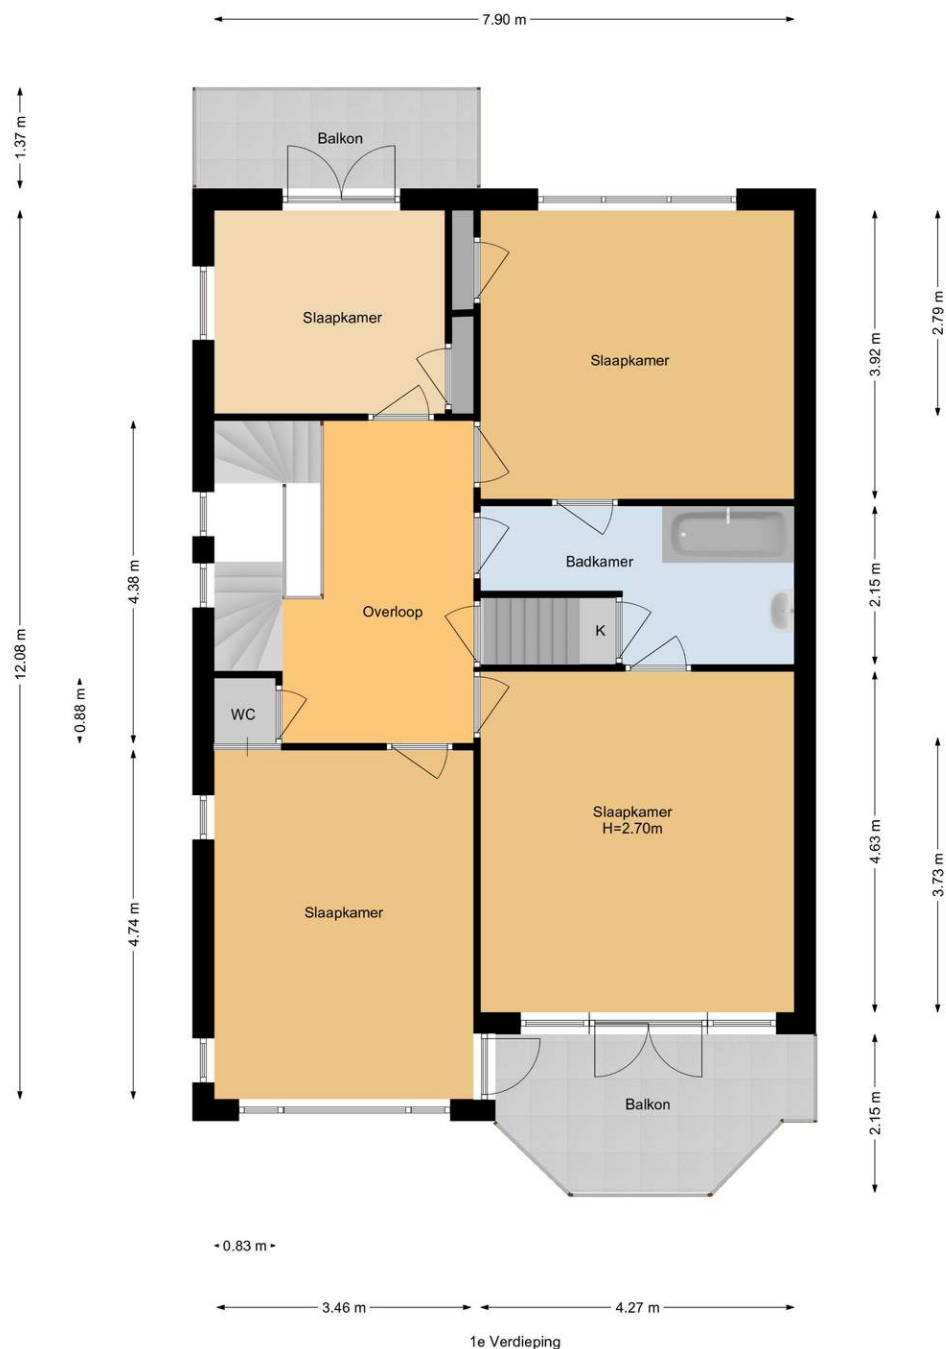 7.90 m
1.37 m
Balkon
Slaapkamer
Slaapkamer
2.79 m
3.92 m
Badkamer
2.15 m
4.38 m
Overloop
K
12.08 m
0.88 m
WC
Slaapkamer
H=2.70m
4.63 m
3.73 m
Slaapkamer
4.74 m
Balkon
2.15 m
0.83 m
3.46 m
4.27 m
1e Verdieping